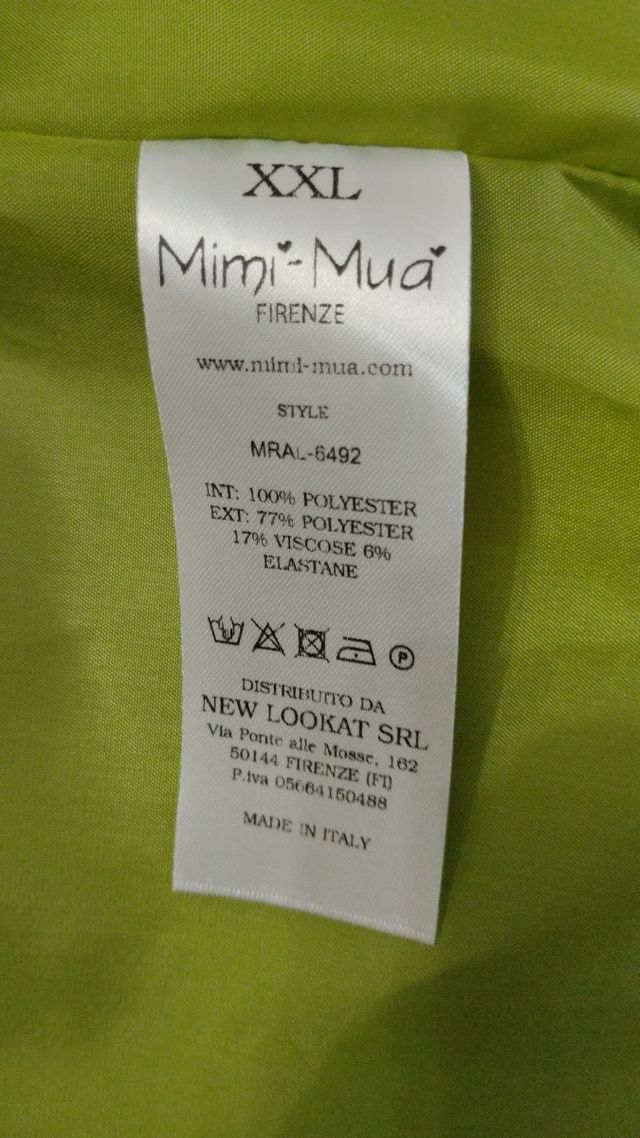 XXL
Mimi-Mua
FIRENZE
www.mimi-mua.com
STYLE
MRAL-6492
INT: 100% POLYESTER
EXT: 77% POLYESTER
17% VISCOSE 6%
ELASTANE
P
DISTRIBUITO DA
NEW LOOKAT SRL
Via Ponte alle Mosse, 162
50144 FIRENZE (FI)
P.iva 05664150488
MADE IN ITALY